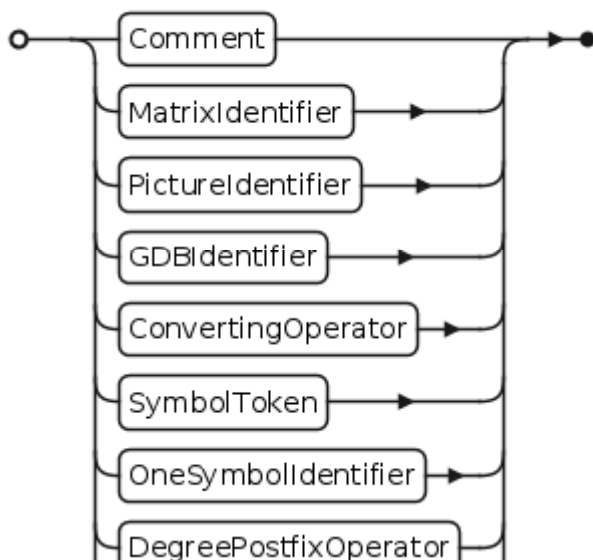 Comment
MatrixIdentifier
PictureIdentifier
GDBIdentifier
ConvertingOperator
SymbolToken
OneSymbolIdentifier
DegreePostfixOperator